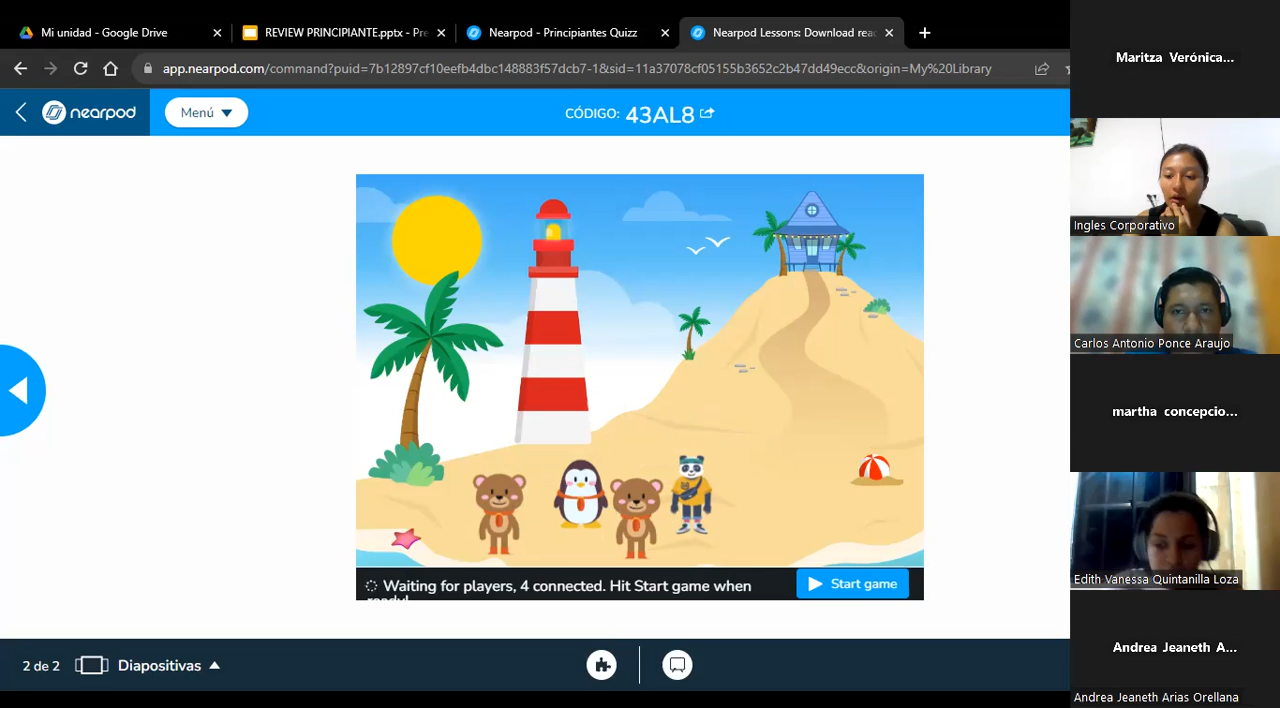 Mi unidad - Google Drive
REVIEW PRINCIPIANTE.pptx - Pre
Nearpod - Principiantes Quizz
Nearpod Lessons: Download rea
app.nearpod.com/command?puid=7b12897cf10eefb4dbc148883f57dcb7-1&sid=11a37078cf05155b3652c2b47dd49ecc&origin=My%20Library
nearpod
Menú
CÓDIGO: 43AL8
Waiting for players, 4 connected. Hit Start game when
ready!
Start game
2 de 2
Diapositivas
Maritza Verónica...
Ingles Corporativo
Carlos Antonio Ponce Araujo
martha concepcio...
Edith Vanessa Quintanilla Loza
Andrea Jeaneth A...
Andrea Jeaneth Arias Orellana